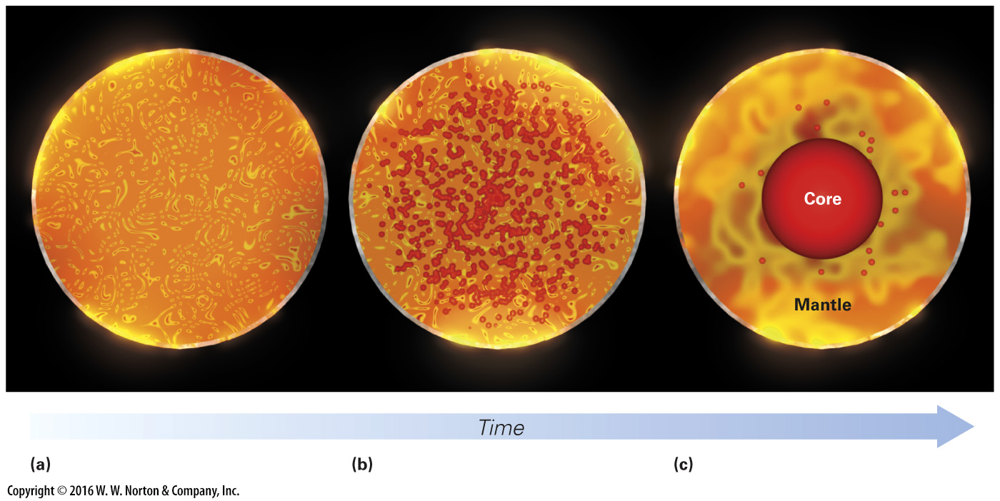 Core
Mantle
Time
(a) (b) (c)
Copyright © 2016 W. W. Norton & Company, Inc.